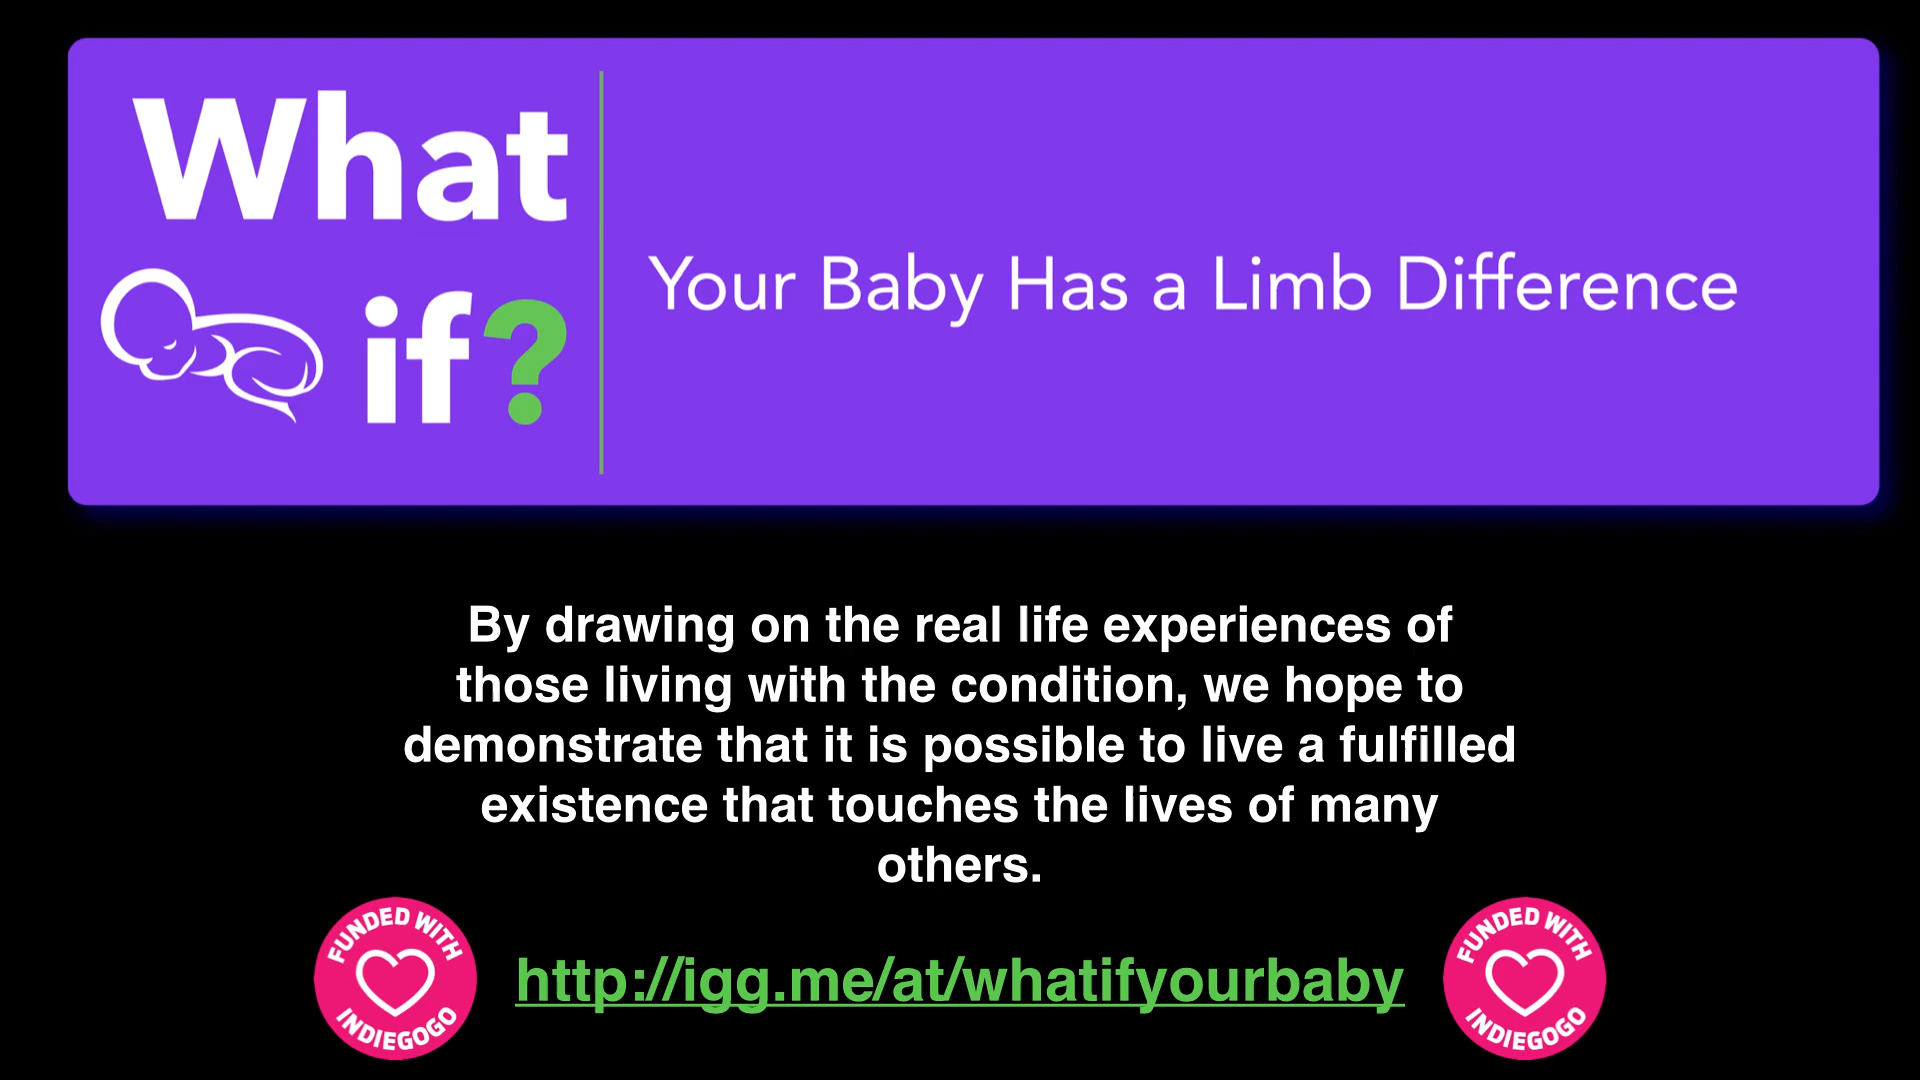 What
if?
Your Baby Has a Limb Difference
By drawing on the real life experiences of
those living with the condition, we hope to
demonstrate that it is possible to live a fulfilled
existence that touches the lives of many
others.
FUNDED WITH
INDIEGOGO
http://igg.me/at/whatifyourbaby
FUNDED WITH
INDIEGOGO